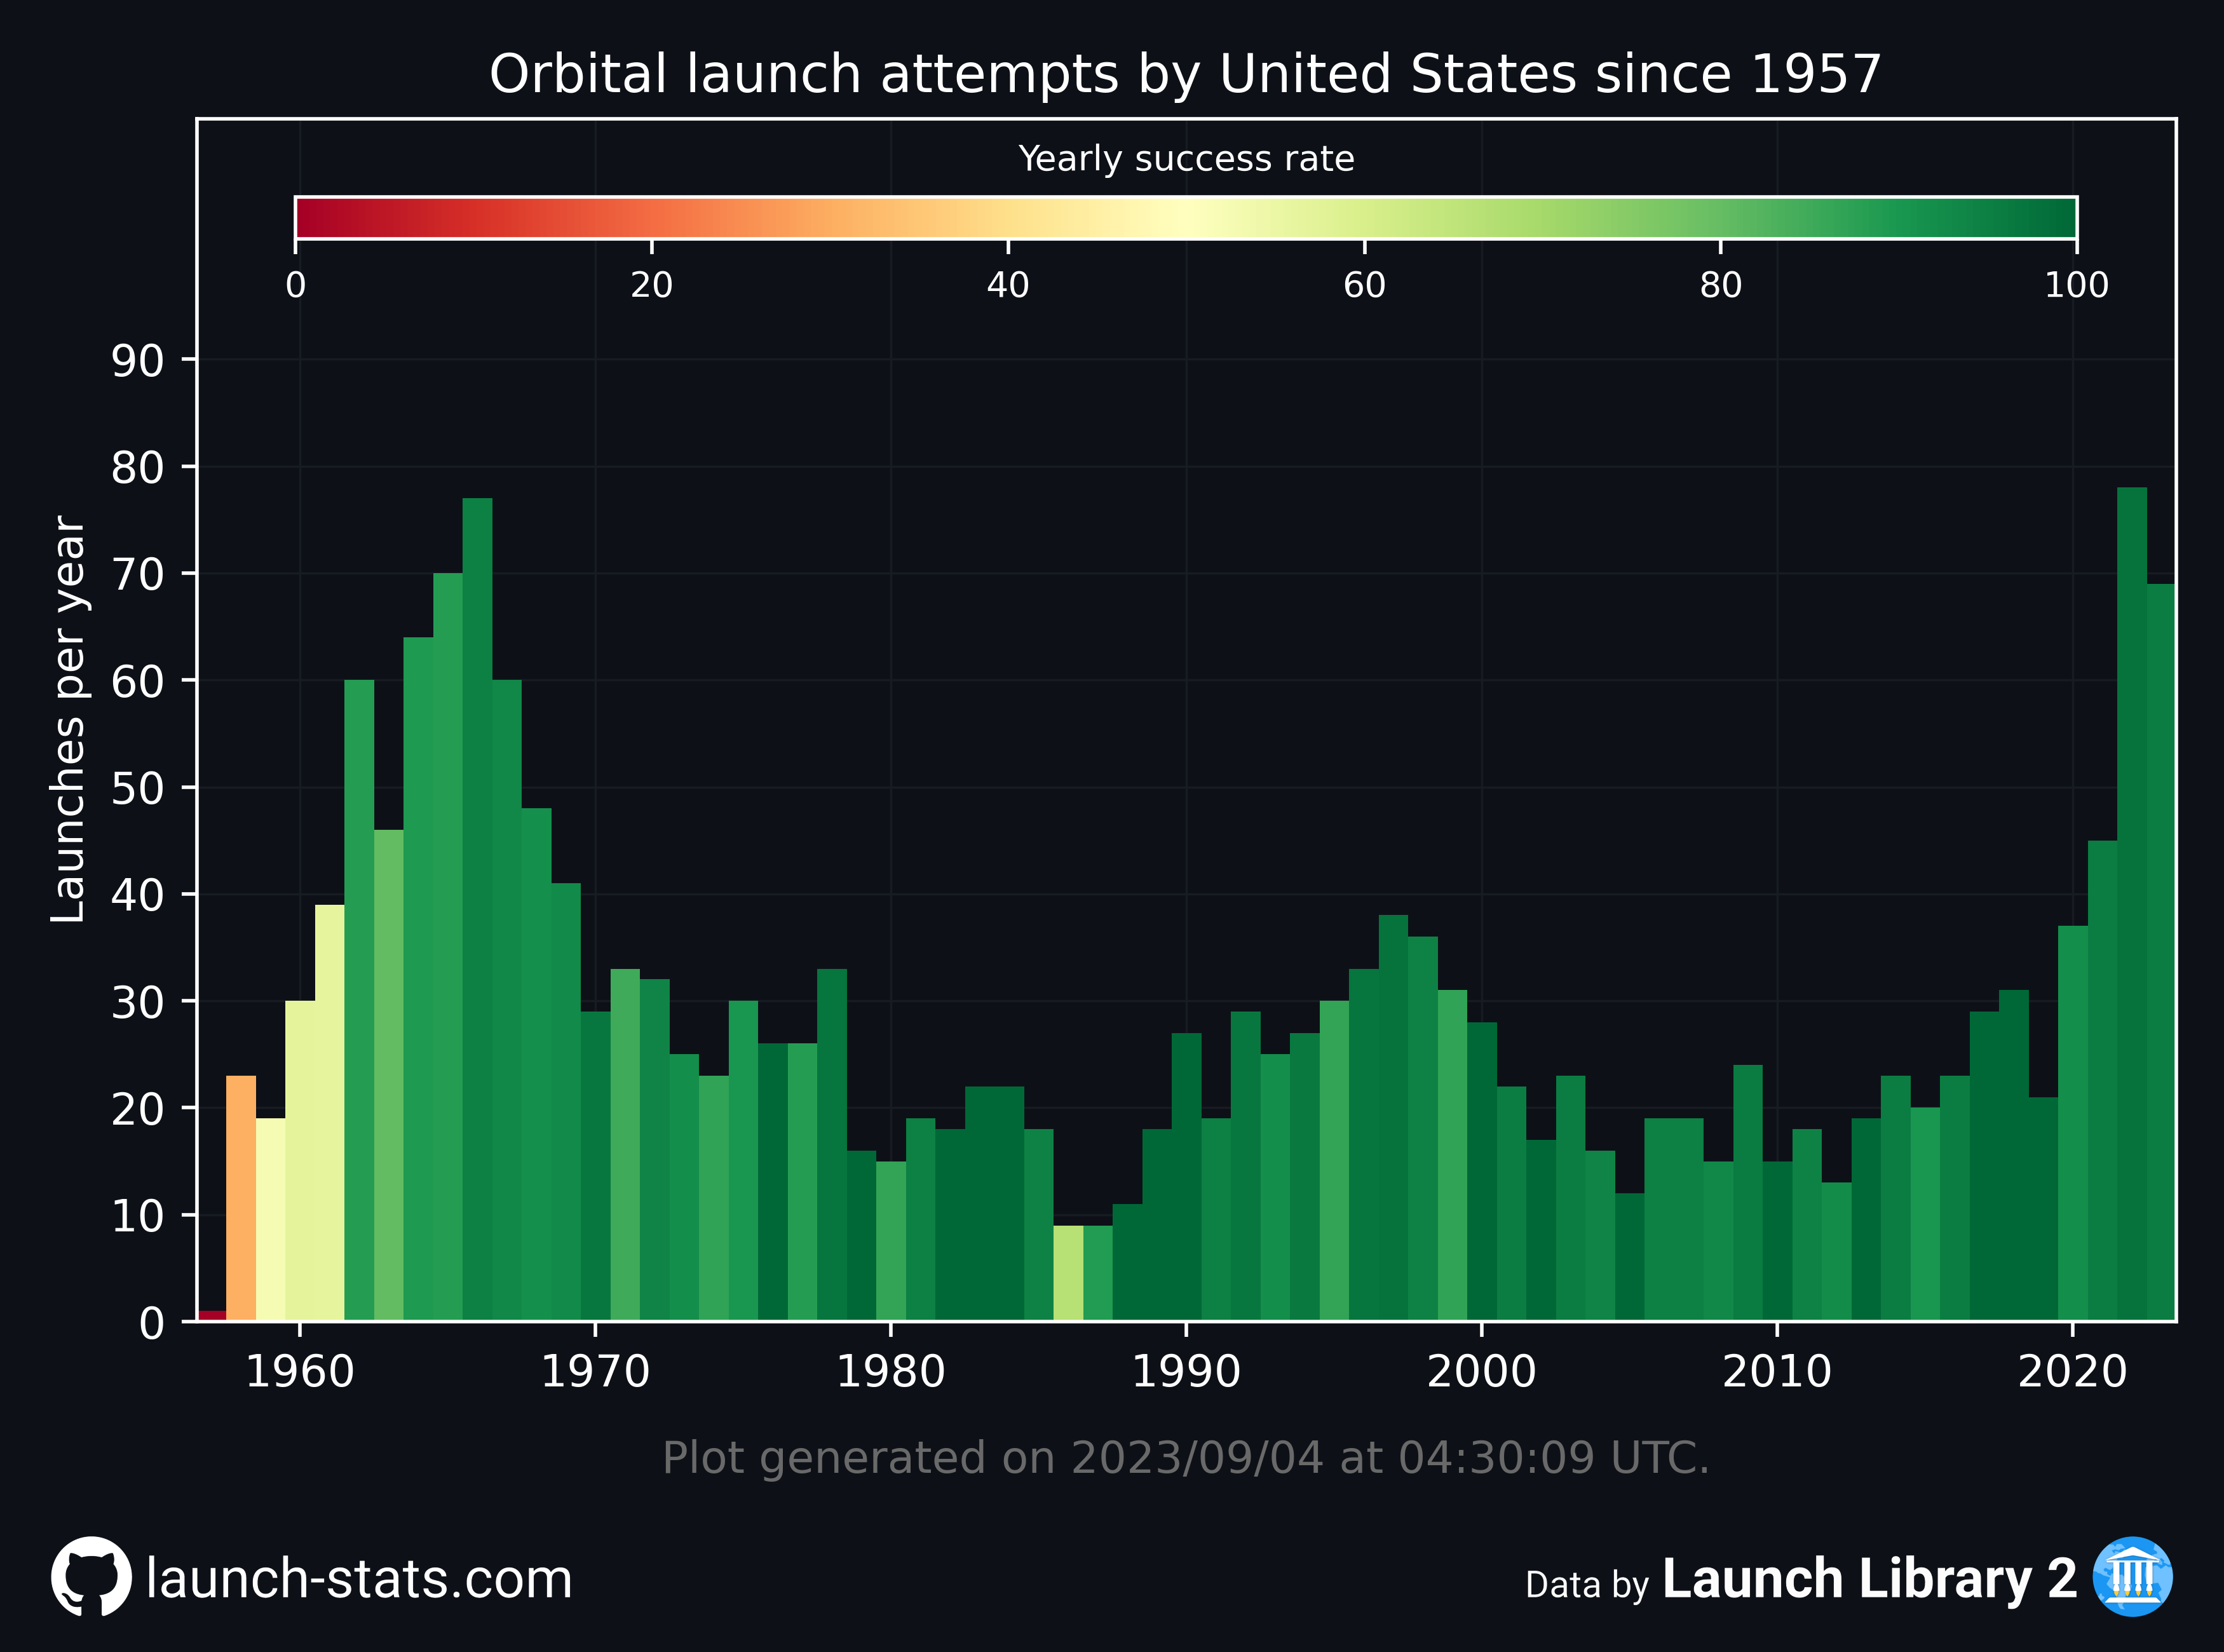 Orbital launch attempts by United States since 1957
Yearly success rate
0 20 40 60 80 100
Launches per year
90
80
70
60
50
40
30
20
10
0
1960 1970 1980 1990 2000 2010 2020
Plot generated on 2023/09/04 at 04:30:09 UTC.
launch-stats.com
Data by Launch Library 2